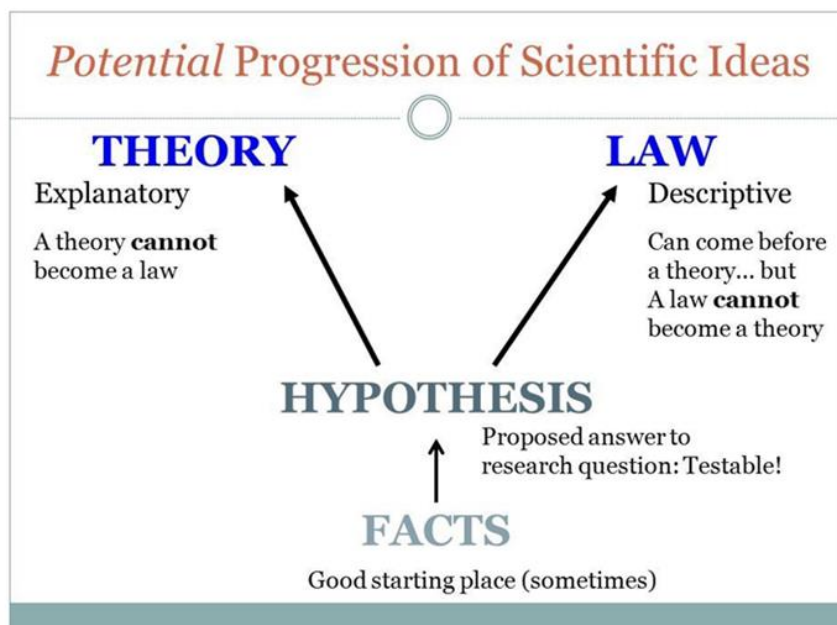 Potential Progression of Scientific Ideas
THEORY
Explanatory
A theory cannot
become a law
LAW
Descriptive
Can come before
a theory... but
A law cannot
become a theory
HYPOTHESIS
Proposed answer to
research question: Testable!
FACTS
Good starting place (sometimes)